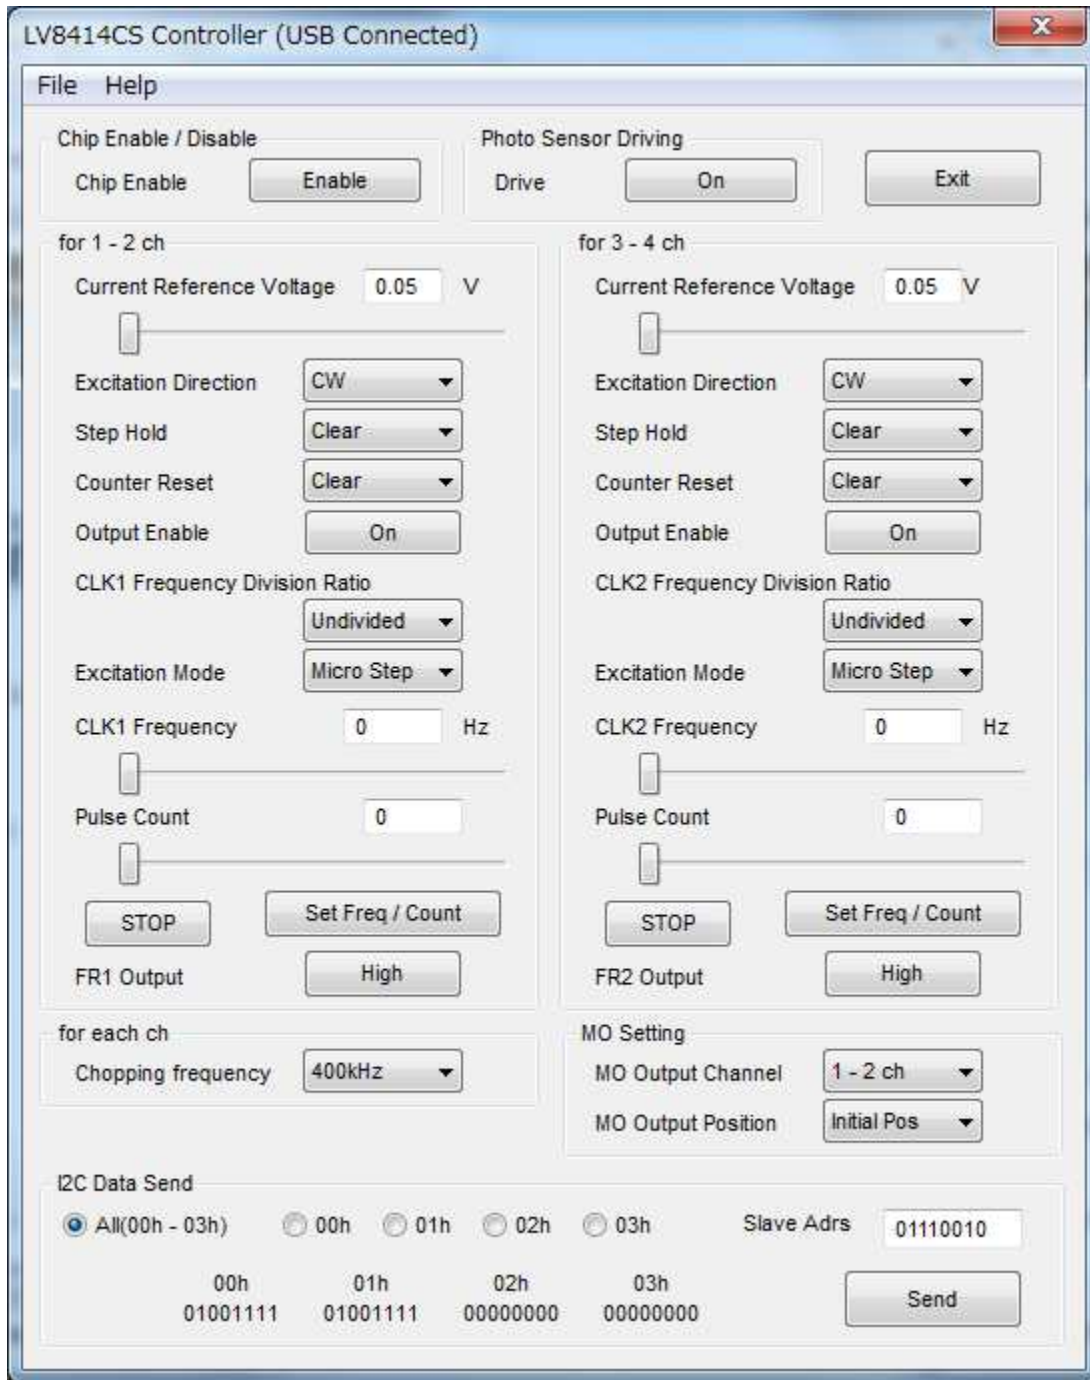 LV8414CS Controller (USB Connected)
File Help
Chip Enable / Disable
Chip Enable Enable
Photo Sensor Driving
Drive On
Exit
for 1 - 2 ch
Current Reference Voltage 0.05 V
Excitation Direction CW
Step Hold Clear
Counter Reset Clear
Output Enable On
CLK1 Frequency Division Ratio
Undivided
Excitation Mode Micro Step
CLK1 Frequency 0 Hz
Pulse Count 0
STOP Set Freq / Count
FR1 Output High
for 3 - 4 ch
Current Reference Voltage 0.05 V
Excitation Direction CW
Step Hold Clear
Counter Reset Clear
Output Enable On
CLK2 Frequency Division Ratio
Undivided
Excitation Mode Micro Step
CLK2 Frequency 0 Hz
Pulse Count 0
STOP Set Freq / Count
FR2 Output High
for each ch
Chopping frequency 400kHz
MO Setting
MO Output Channel 1 - 2 ch
MO Output Position Initial Pos
I2C Data Send
All(00h - 03h) 00h 01h 02h 03h Slave Adrs 01110010
00h 01h 02h 03h
01001111 01001111 00000000 00000000
Send